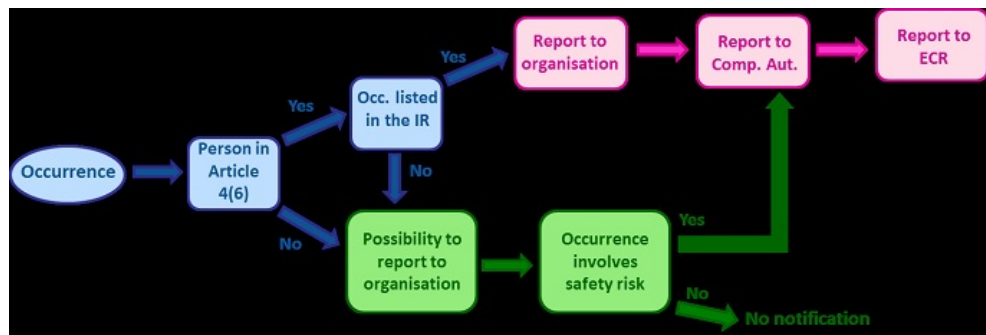 Occurrence
Person in
Article
4(6)
Yes
No
Occ. listed
in the IR
Yes
No
Report to
organisation
Report to
Comp. Aut.
Report to
ECR
Possibility to
report to
organisation
Occurrence
involves
safety risk
Yes
No
No notification